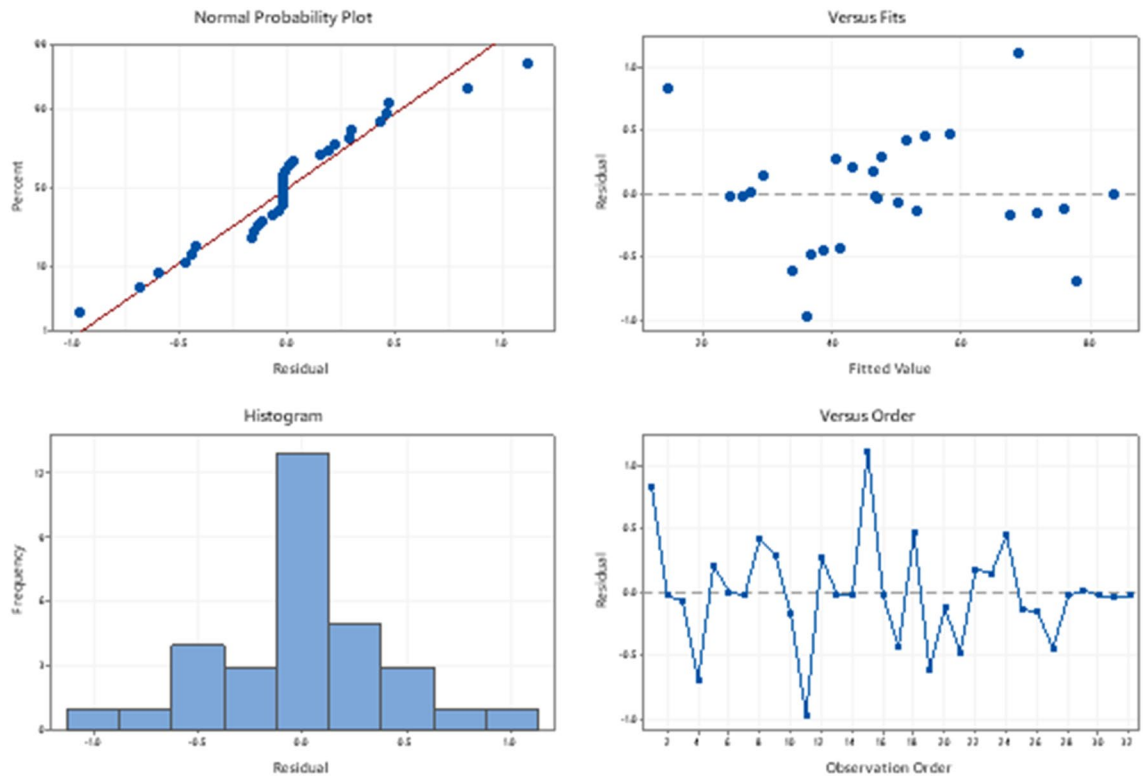 Normal Probability Plot
Percent
90
50
10
1
-1.0 -0.5 0.0 0.5 1.0
Residual
Versus Fits
Residual
1.0
0.5
0.0
-0.5
-1.0
20 40 60 80
Fitted Value
Histogram
Frequency
12
9
6
3
0
-1.0 -0.5 0.0 0.5 1.0
Residual
Versus Order
Residual
1.0
0.5
0.0
-0.5
-1.0
2 4 6 8 10 12 14 16 18 20 22 24 26 28 30 32
Observation Order